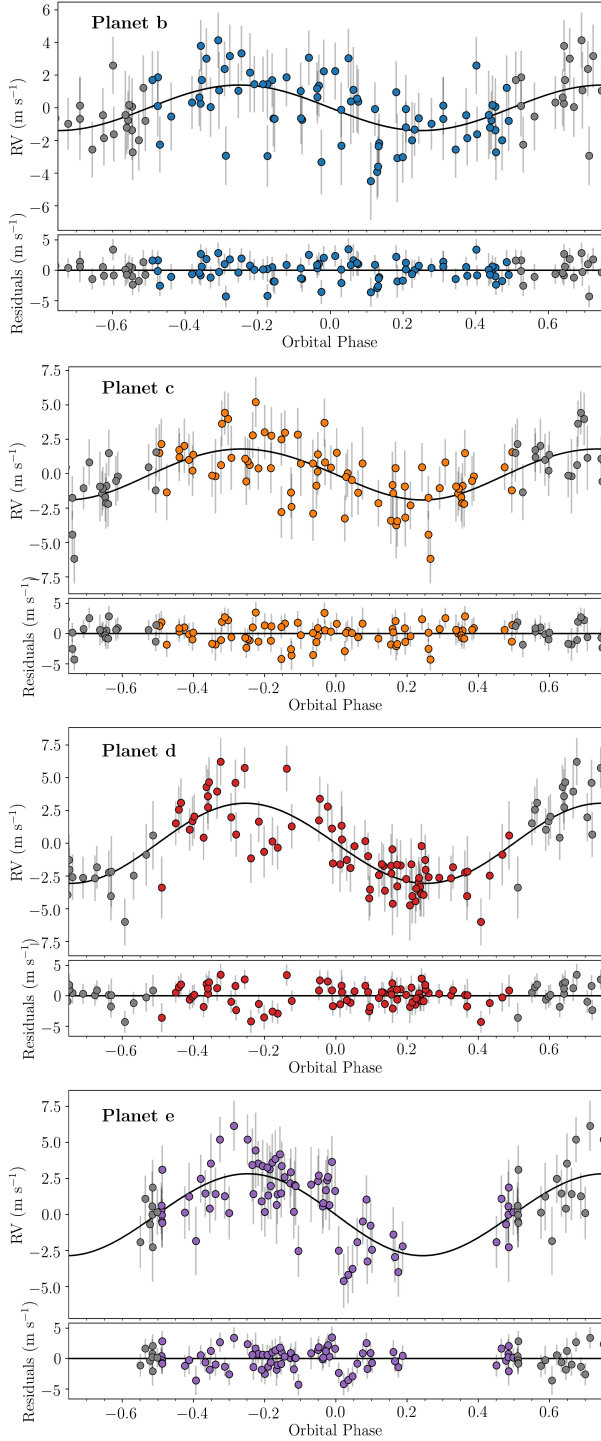 Planet b
6
4
2
0
−2
−4
−6
RV (m s⁻¹)
5
0
−5
Residuals (m s⁻¹)
−0.6 −0.4 −0.2 0.0 0.2 0.4 0.6
Orbital Phase
Planet c
7.5
5.0
2.5
0.0
−2.5
−5.0
−7.5
RV (m s⁻¹)
5
0
−5
Residuals (m s⁻¹)
−0.6 −0.4 −0.2 0.0 0.2 0.4 0.6
Orbital Phase
Planet d
7.5
5.0
2.5
0.0
−2.5
−5.0
−7.5
RV (m s⁻¹)
5
0
−5
Residuals (m s⁻¹)
−0.6 −0.4 −0.2 0.0 0.2 0.4 0.6
Orbital Phase
Planet e
7.5
5.0
2.5
0.0
−2.5
−5.0
RV (m s⁻¹)
5
0
−5
Residuals (m s⁻¹)
−0.6 −0.4 −0.2 0.0 0.2 0.4 0.6
Orbital Phase